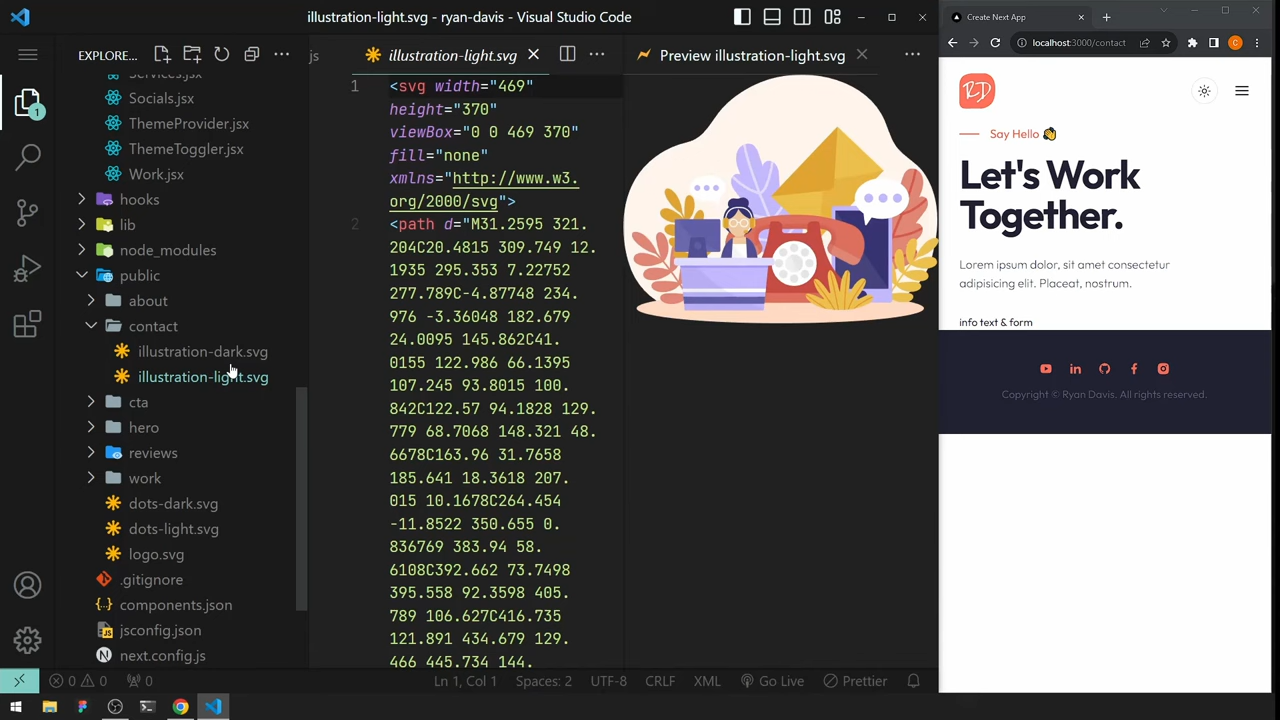 illustration-light.svg - ryan-davis - Visual Studio Code
EXPLORE...
Services.jsx
Socials.jsx
ThemeProvider.jsx
ThemeToggler.jsx
Work.jsx
hooks
lib
node_modules
public
about
contact
illustration-dark.svg
illustration-light.svg
cta
hero
reviews
work
dots-dark.svg
dots-light.svg
logo.svg
.gitignore
components.json
jsconfig.json
next.config.js
1
js
illustration-light.svg
1
<svg width="469"
height="370"
viewBox="0 0 469 370"
fill="none"
xmlns="http://www.w3.
org/2000/svg">
2
<path d="M31.2595 321.
204C20.4815 309.749 12.
1935 295.353 7.22752
277.789C-4.87748 234.
976 -3.36048 182.679
24.0095 145.862C41.
0155 122.986 66.1395
107.245 93.8015 100.
842C122.57 94.1828 129.
779 68.7068 148.321 48.
6678C163.96 31.7658
185.641 18.3618 207.
015 10.1678C264.454
-11.8522 350.655 0.
836769 383.94 58.
6108C392.662 73.7498
395.558 92.3598 405.
789 106.627C416.735
121.891 434.679 129.
466 445.734 144.
Preview illustration-light.svg
0
0
0
Ln 1, Col 1
Spaces: 2
UTF-8
CRLF
XML
Go Live
Prettier
Create Next App
localhost:3000/contact
C
RD
Say Hello 👋
Let's Work
Together.
Lorem ipsum dolor, sit amet consectetur
adipisicing elit. Placeat, nostrum.
info text & form
Copyright © Ryan Davis. All rights reserved.